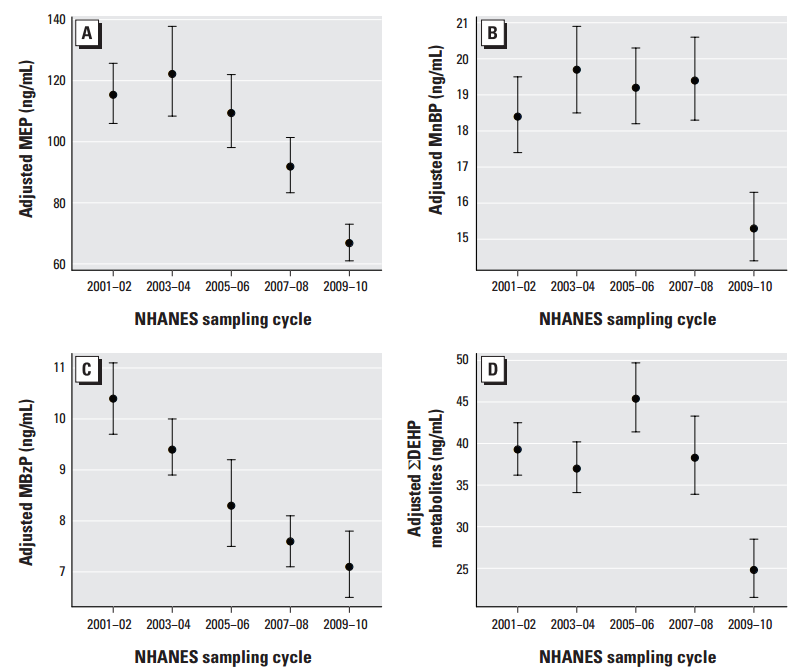 A
Adjusted MEP (ng/mL)
140
120
100
80
60
2001–02 2003–04 2005–06 2007–08 2009–10
NHANES sampling cycle
B
Adjusted MnBP (ng/mL)
21
20
19
18
17
16
15
2001–02 2003–04 2005–06 2007–08 2009–10
NHANES sampling cycle
C
Adjusted MBzP (ng/mL)
11
10
9
8
7
2001–02 2003–04 2005–06 2007–08 2009–10
NHANES sampling cycle
D
Adjusted ΣDEHP
metabolites (ng/mL)
50
45
40
35
30
25
2001–02 2003–04 2005–06 2007–08 2009–10
NHANES sampling cycle